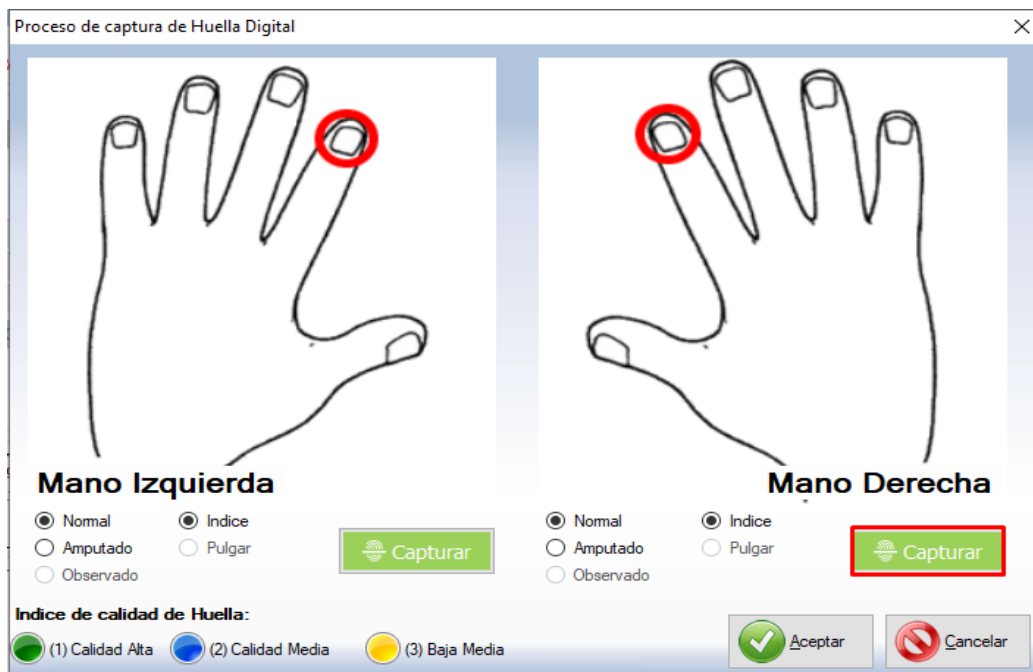 Proceso de captura de Huella Digital
Mano Izquierda
Mano Derecha
Normal
Indice
Amputado
Pulgar
Observado
Capturar
Normal
Indice
Amputado
Pulgar
Observado
Capturar
Indice de calidad de Huella:
(1) Calidad Alta
(2) Calidad Media
(3) Baja Media
Aceptar
Cancelar